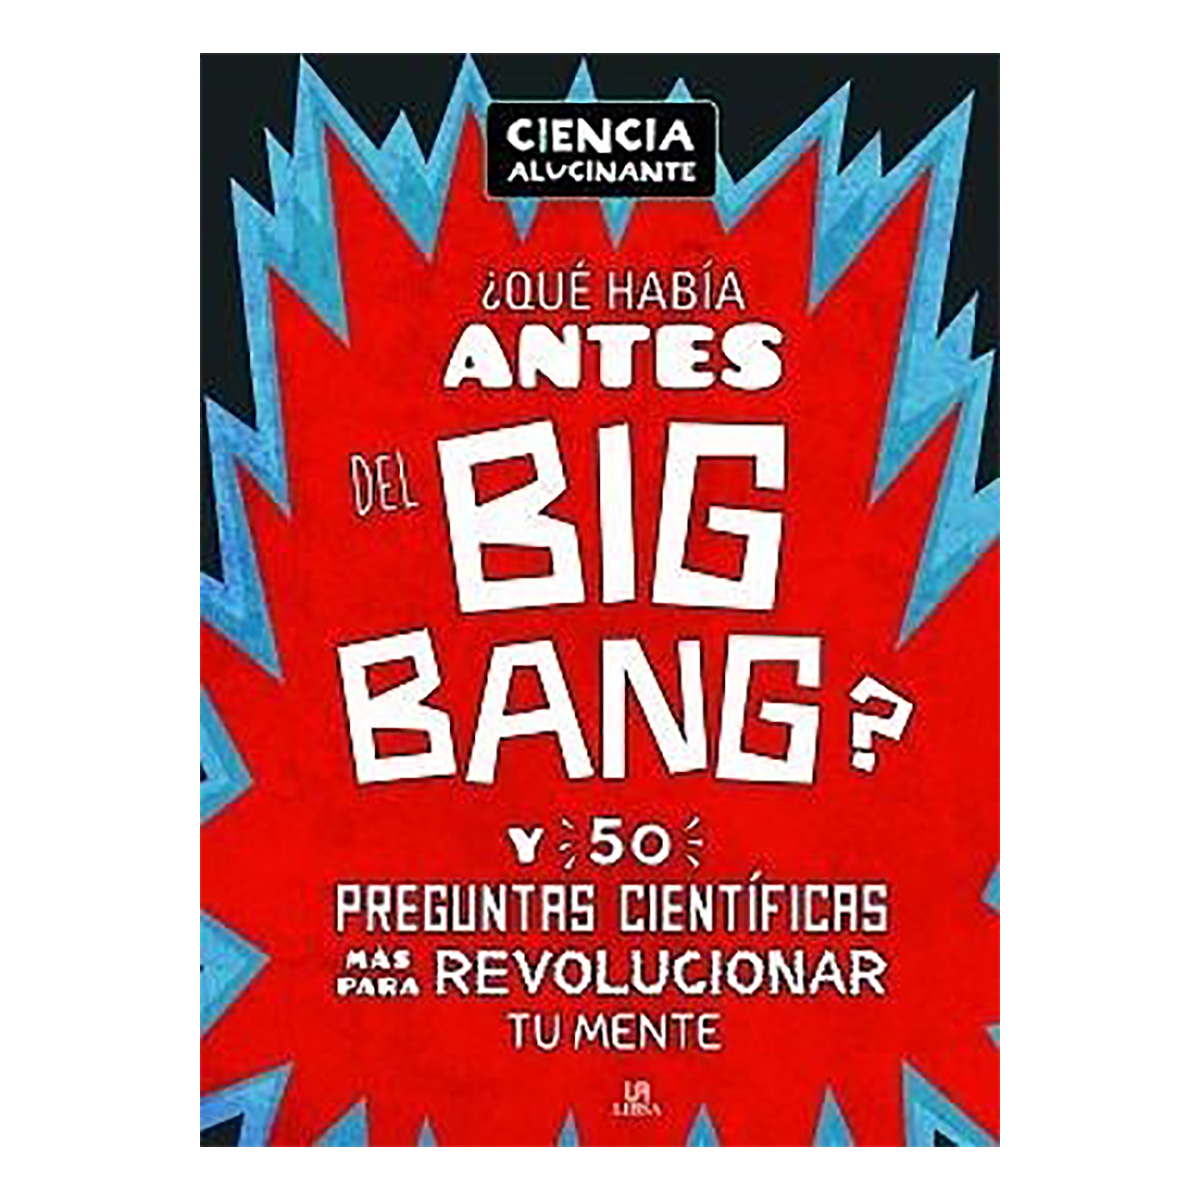 CIENCIA
ALUCINANTE
¿QUÉ HABÍA
ANTES
DEL BIG
BANG?
Y 50
PREGUNTAS CIENTÍFICAS
MÁS PARA REVOLUCIONAR
TU MENTE
LIBSA